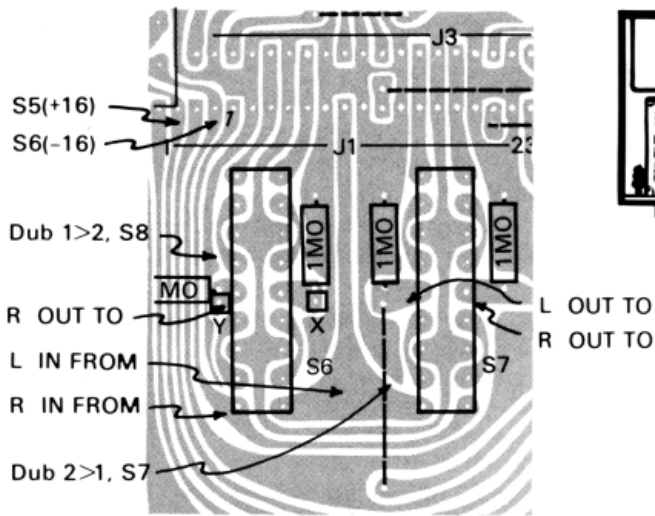 J3
S5(+16)
S6(-16)
1
J1
23
Dub 1>2, S8
1MO
1MO
1MO
MO
R OUT TO
Y
X
L OUT TO
R OUT TO
L IN FROM
S6
S7
R IN FROM
Dub 2>1, S7